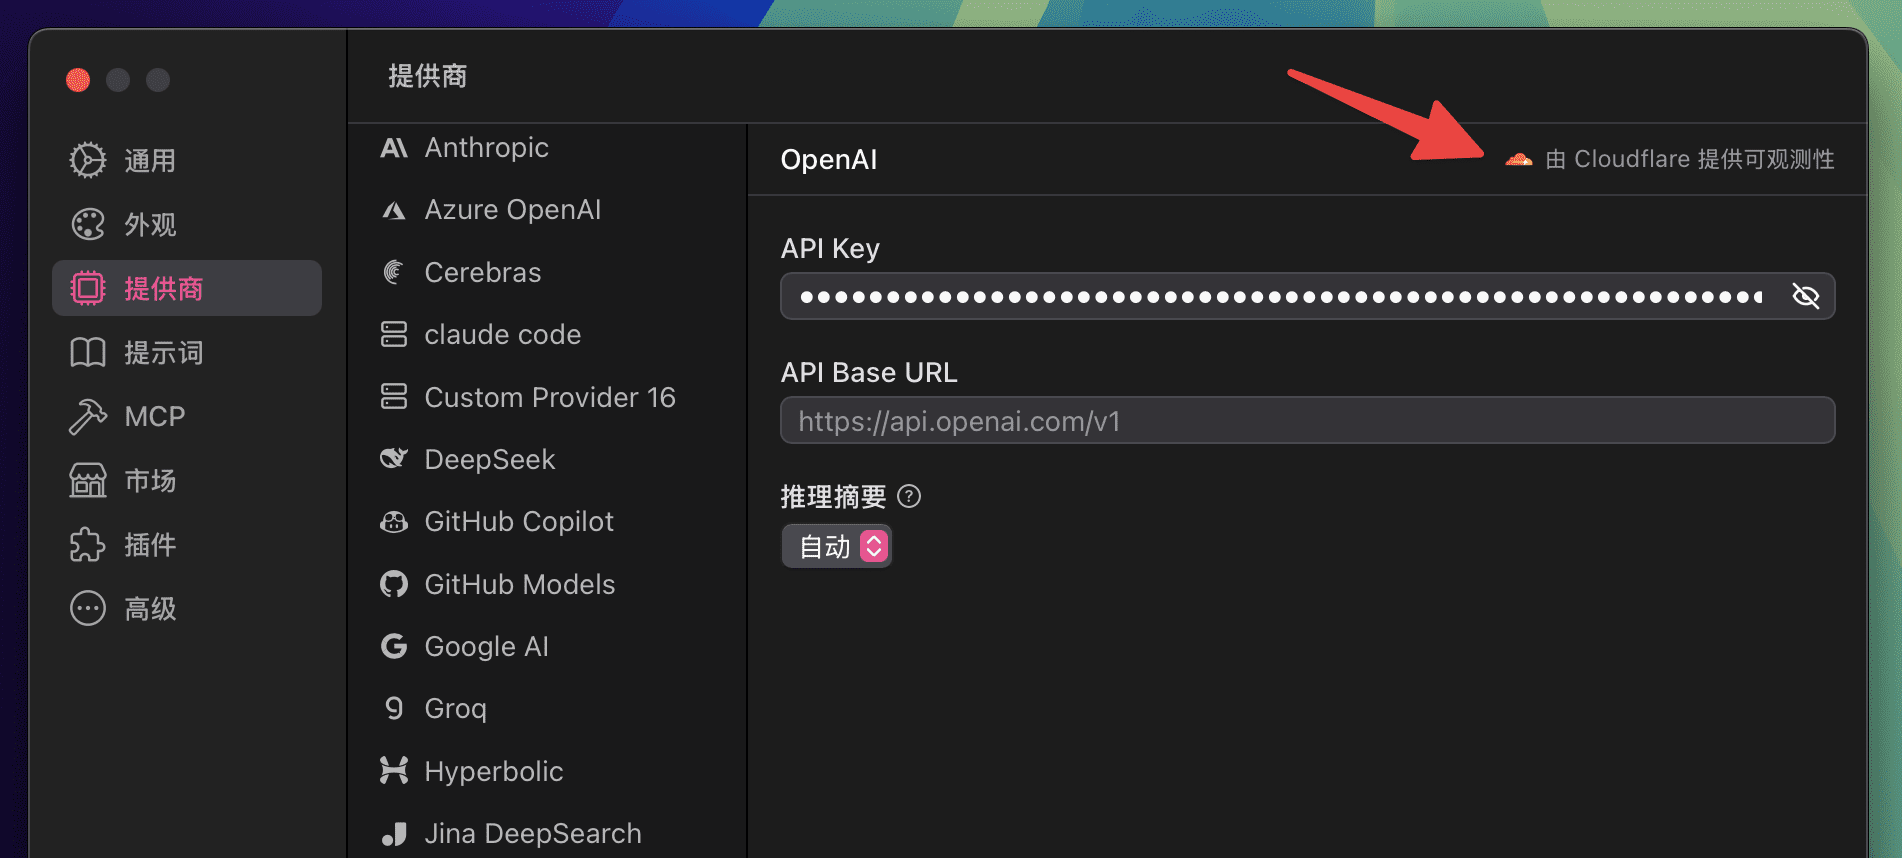 提供商
通用
外观
提供商
提示词
MCP
市场
插件
高级
Anthropic
Azure OpenAI
Cerebras
claude code
Custom Provider 16
DeepSeek
GitHub Copilot
GitHub Models
Google AI
Groq
Hyperbolic
Jina DeepSearch
OpenAI
由 Cloudflare 提供可观测性
API Key
API Base URL
https://api.openai.com/v1
推理摘要
自动